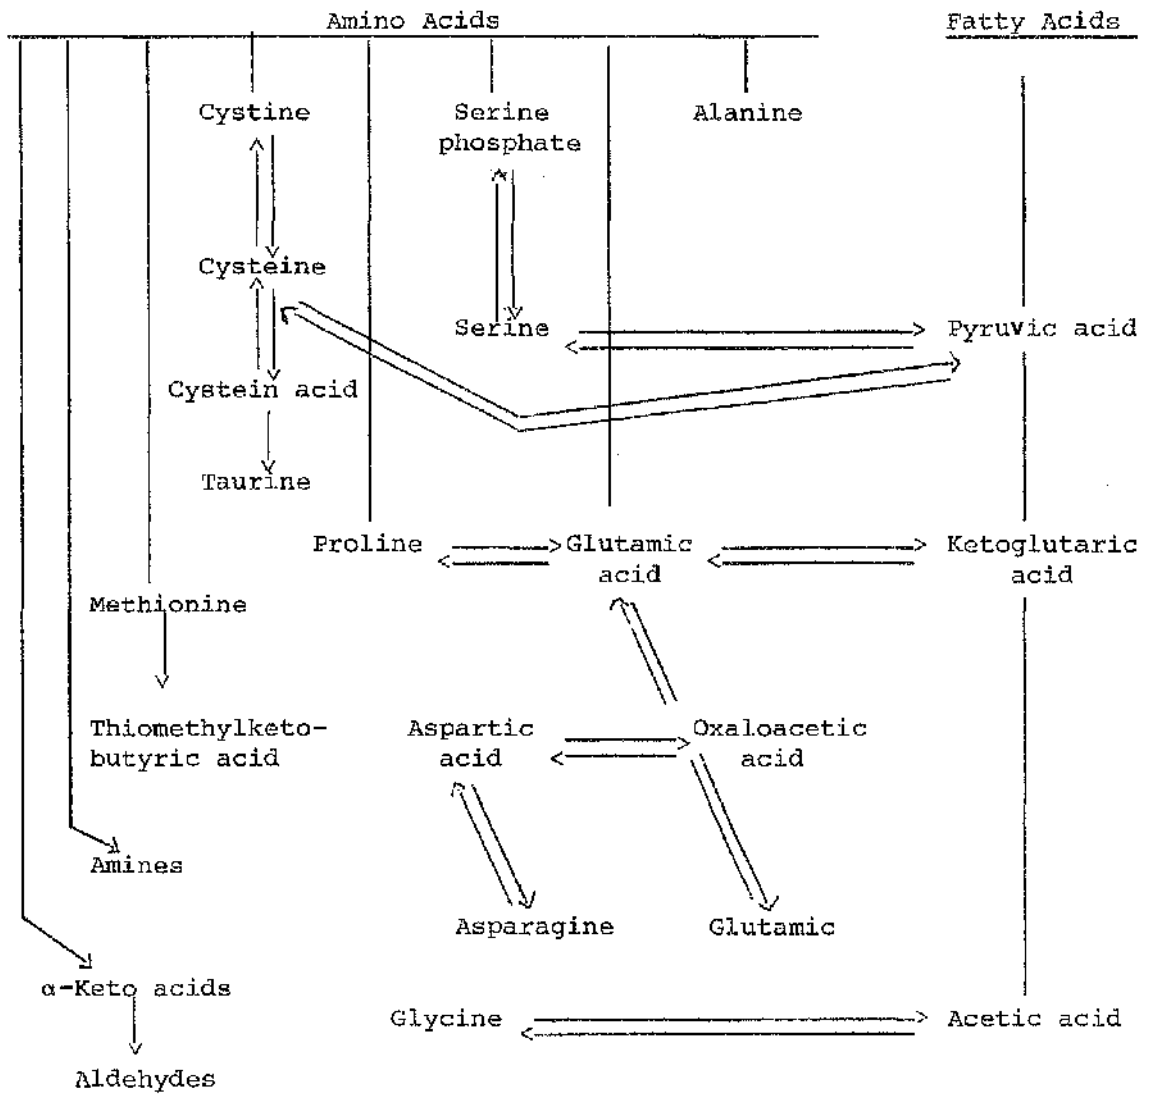 Amino Acids
Fatty Acids
Cystine
Serine
phosphate
Alanine
Cysteine
Serine
Pyruvic acid
Cystein acid
Taurine
Proline
Glutamic
acid
Ketoglutaric
acid
Methionine
Thiomethylketo-
butyric acid
Aspartic
acid
Oxaloacetic
acid
Amines
Asparagine
Glutamic
α-Keto acids
Glycine
Acetic acid
Aldehydes